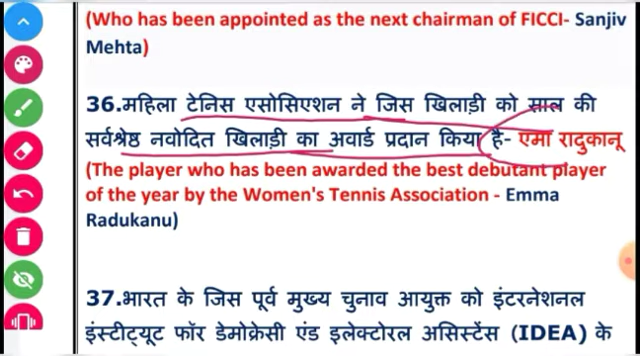 (Who has been appointed as the next chairman of FICCI- Sanjiv
Mehta)
36.महिला टेनिस एसोसिएशन ने जिस खिलाड़ी को साल की
सर्वश्रेष्ठ नवोदित खिलाड़ी का अवार्ड प्रदान किया है- एमा रादुकानू
(The player who has been awarded the best debutant player
of the year by the Women's Tennis Association - Emma
Radukanu)
37.भारत के जिस पूर्व मुख्य चुनाव आयुक्त को इंटरनेशनल
इंस्टीट्यूट फॉर डेमोक्रेसी एंड इलेक्टोरल असिस्टेंस (IDEA) के